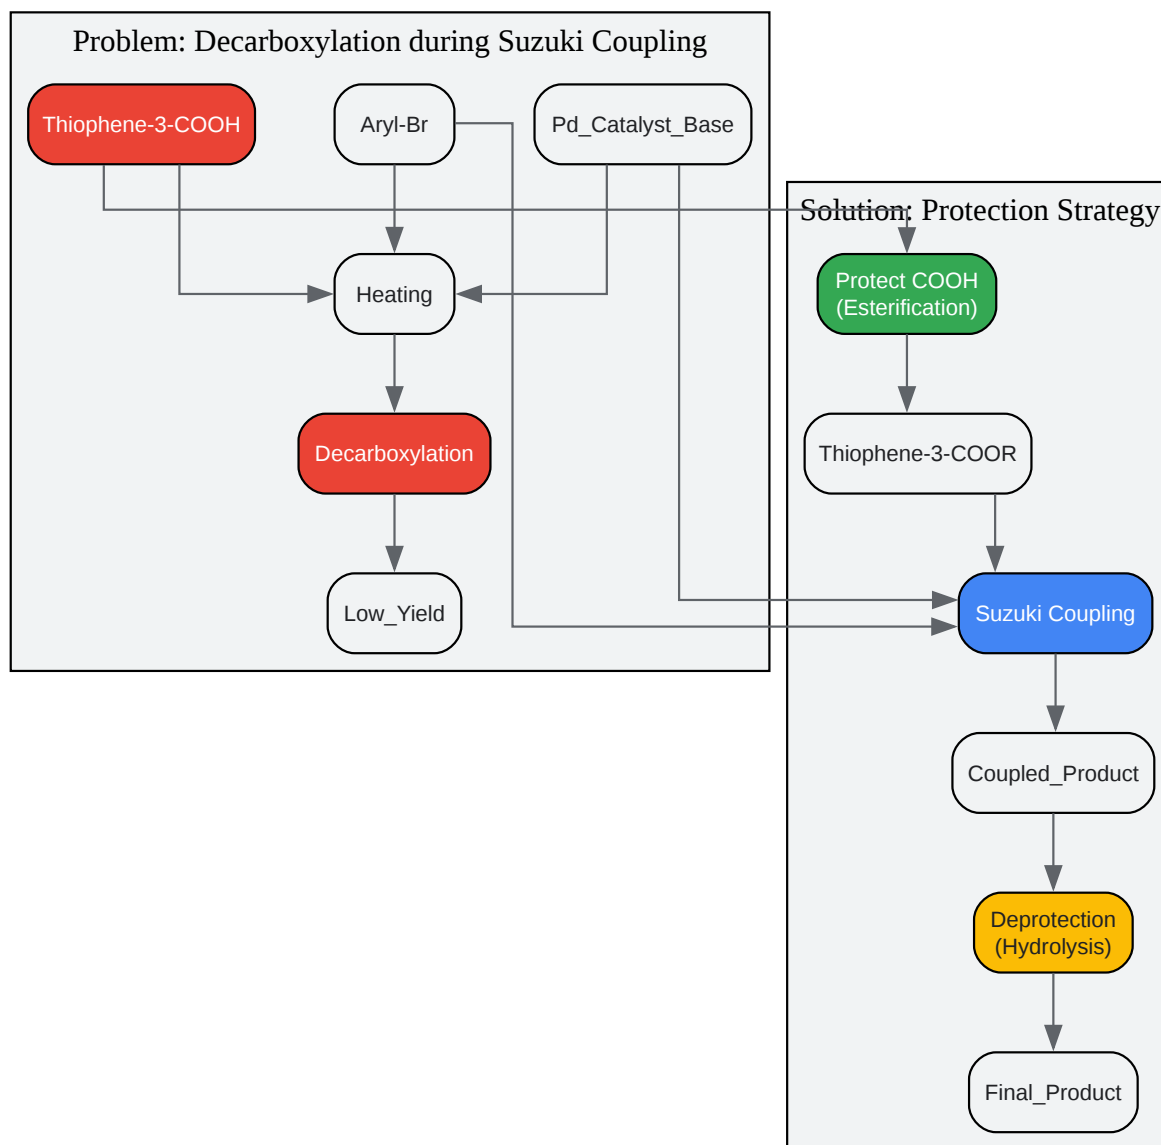 Problem: Decarboxylation during Suzuki Coupling
Thiophene-3-COOH
Aryl-Br
Pd_Catalyst_Base
Heating
Decarboxylation
Low_Yield
Solution: Protection Strategy
Protect COOH
(Esterification)
Thiophene-3-COOR
Suzuki Coupling
Coupled_Product
Deprotection
(Hydrolysis)
Final_Product